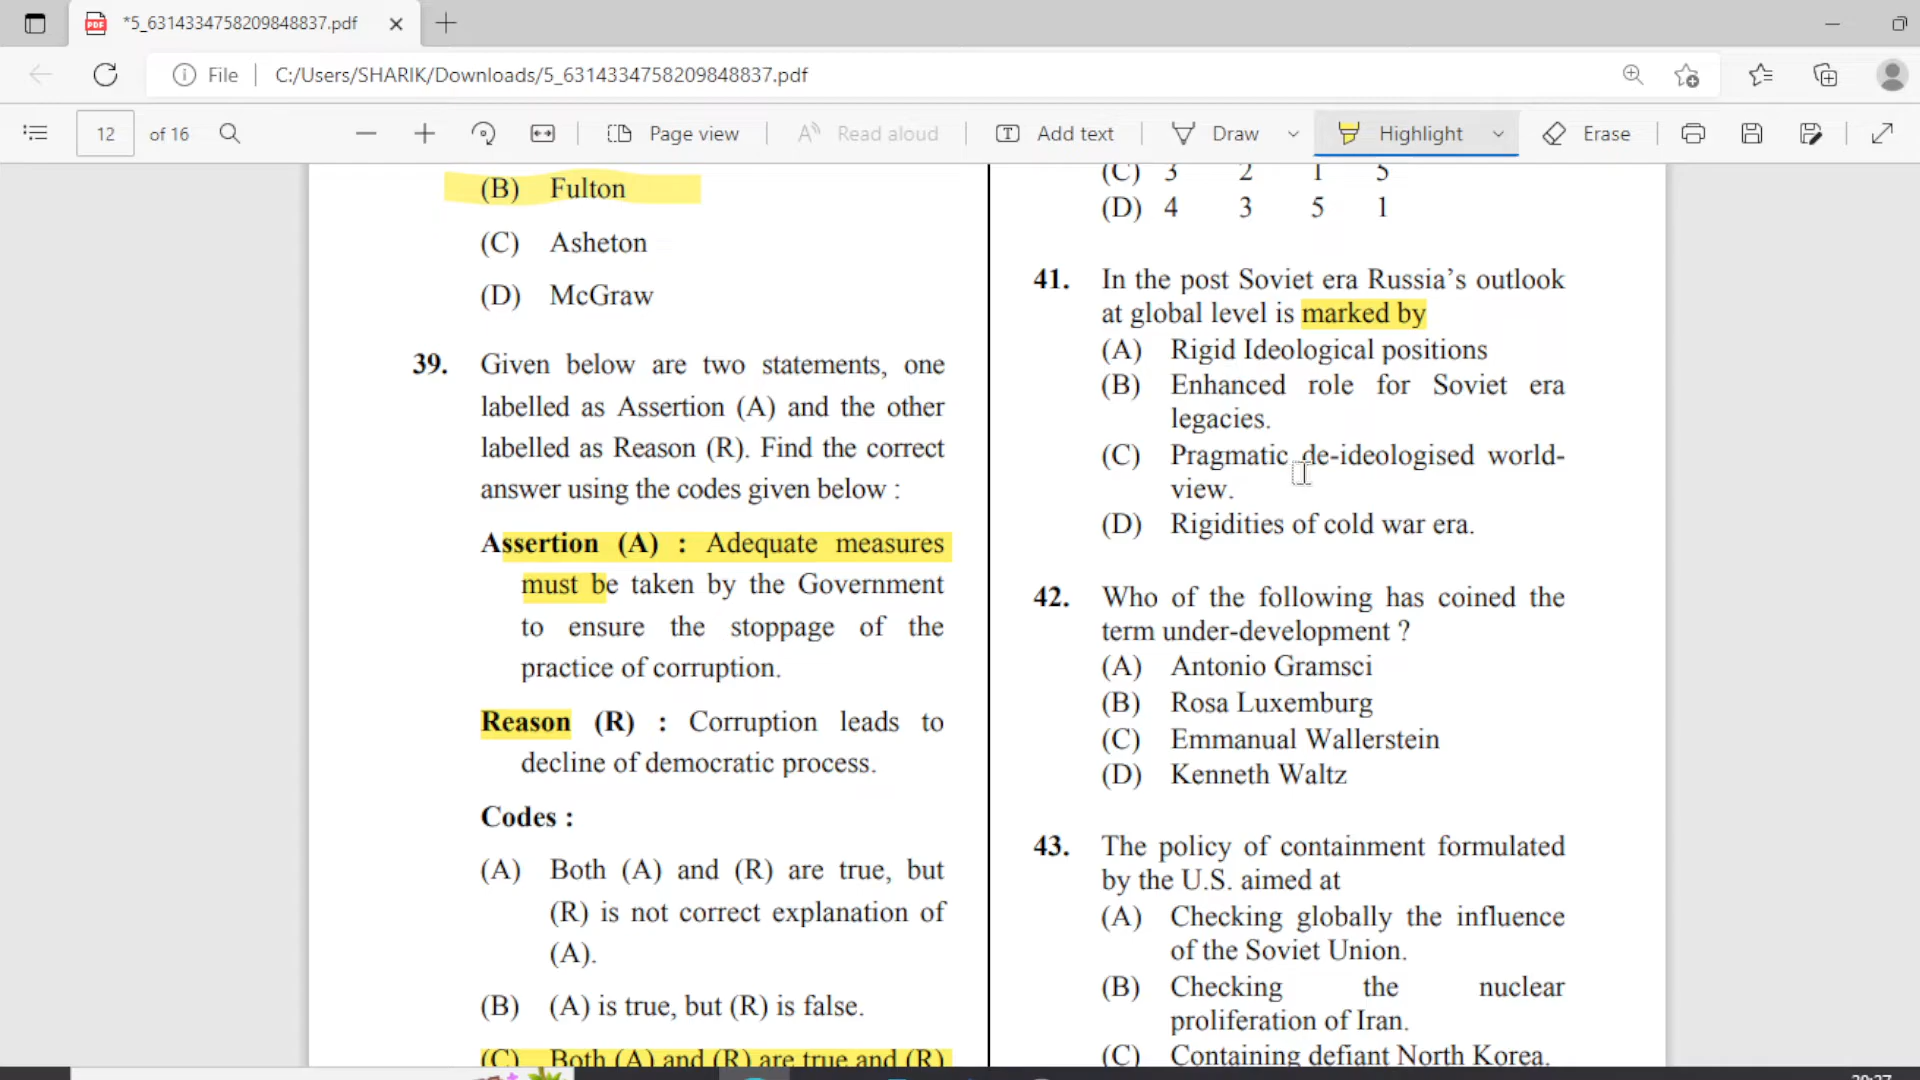 *5_6314334758209848837.pdf
File
C:/Users/SHARIK/Downloads/5_6314334758209848837.pdf
12 of 16
Page view
Read aloud
Add text
Draw
Highlight
Erase
(B) Fulton
(C) Asheton
(D) McGraw
39. Given below are two statements, one
labelled as Assertion (A) and the other
labelled as Reason (R). Find the correct
answer using the codes given below :
Assertion (A) : Adequate measures
must be taken by the Government
to ensure the stoppage of the
practice of corruption.
Reason (R) : Corruption leads to
decline of democratic process.
Codes :
(A) Both (A) and (R) are true, but
(R) is not correct explanation of
(A).
(B) (A) is true, but (R) is false.
(C) Both (A) and (R) are true and (R)
(C) 3 2 1 5
(D) 4 3 5 1
41. In the post Soviet era Russia’s outlook
at global level is marked by
(A) Rigid Ideological positions
(B) Enhanced role for Soviet era
legacies.
(C) Pragmatic de-ideologised world-
view.
(D) Rigidities of cold war era.
42. Who of the following has coined the
term under-development ?
(A) Antonio Gramsci
(B) Rosa Luxemburg
(C) Emmanual Wallerstein
(D) Kenneth Waltz
43. The policy of containment formulated
by the U.S. aimed at
(A) Checking globally the influence
of the Soviet Union.
(B) Checking the nuclear
proliferation of Iran.
(C) Containing defiant North Korea.